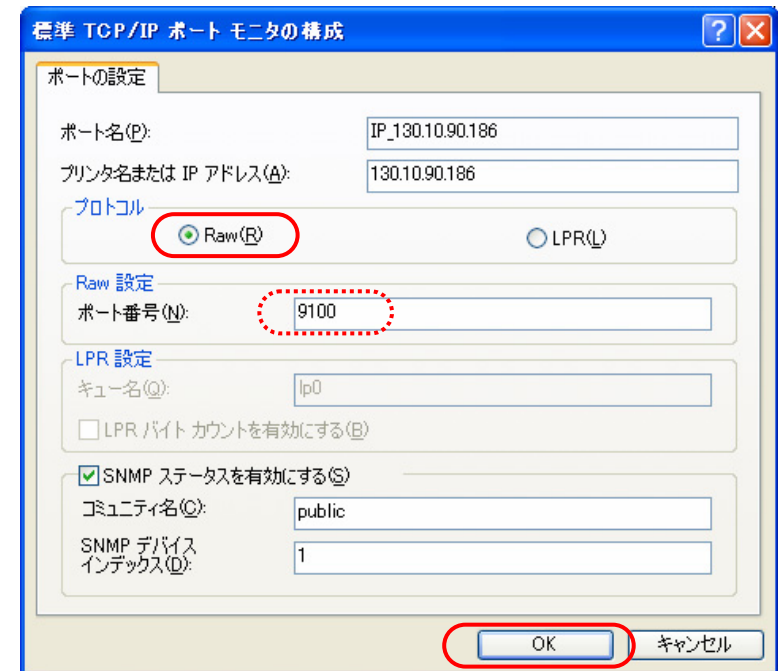 標準 TCP/IP ポート モニタの構成
ポートの設定
ポート名(P): IP_130.10.90.186
プリンタ名または IP アドレス(A): 130.10.90.186
プロトコル
Raw(R) LPR(L)
Raw 設定
ポート番号(N): 9100
LPR 設定
キュー名(Q): lp0
LPR バイト カウントを有効にする(B)
SNMP ステータスを有効にする(S)
コミュニティ名(C): public
SNMP デバイス
インデックス(D): 1
OK キャンセル